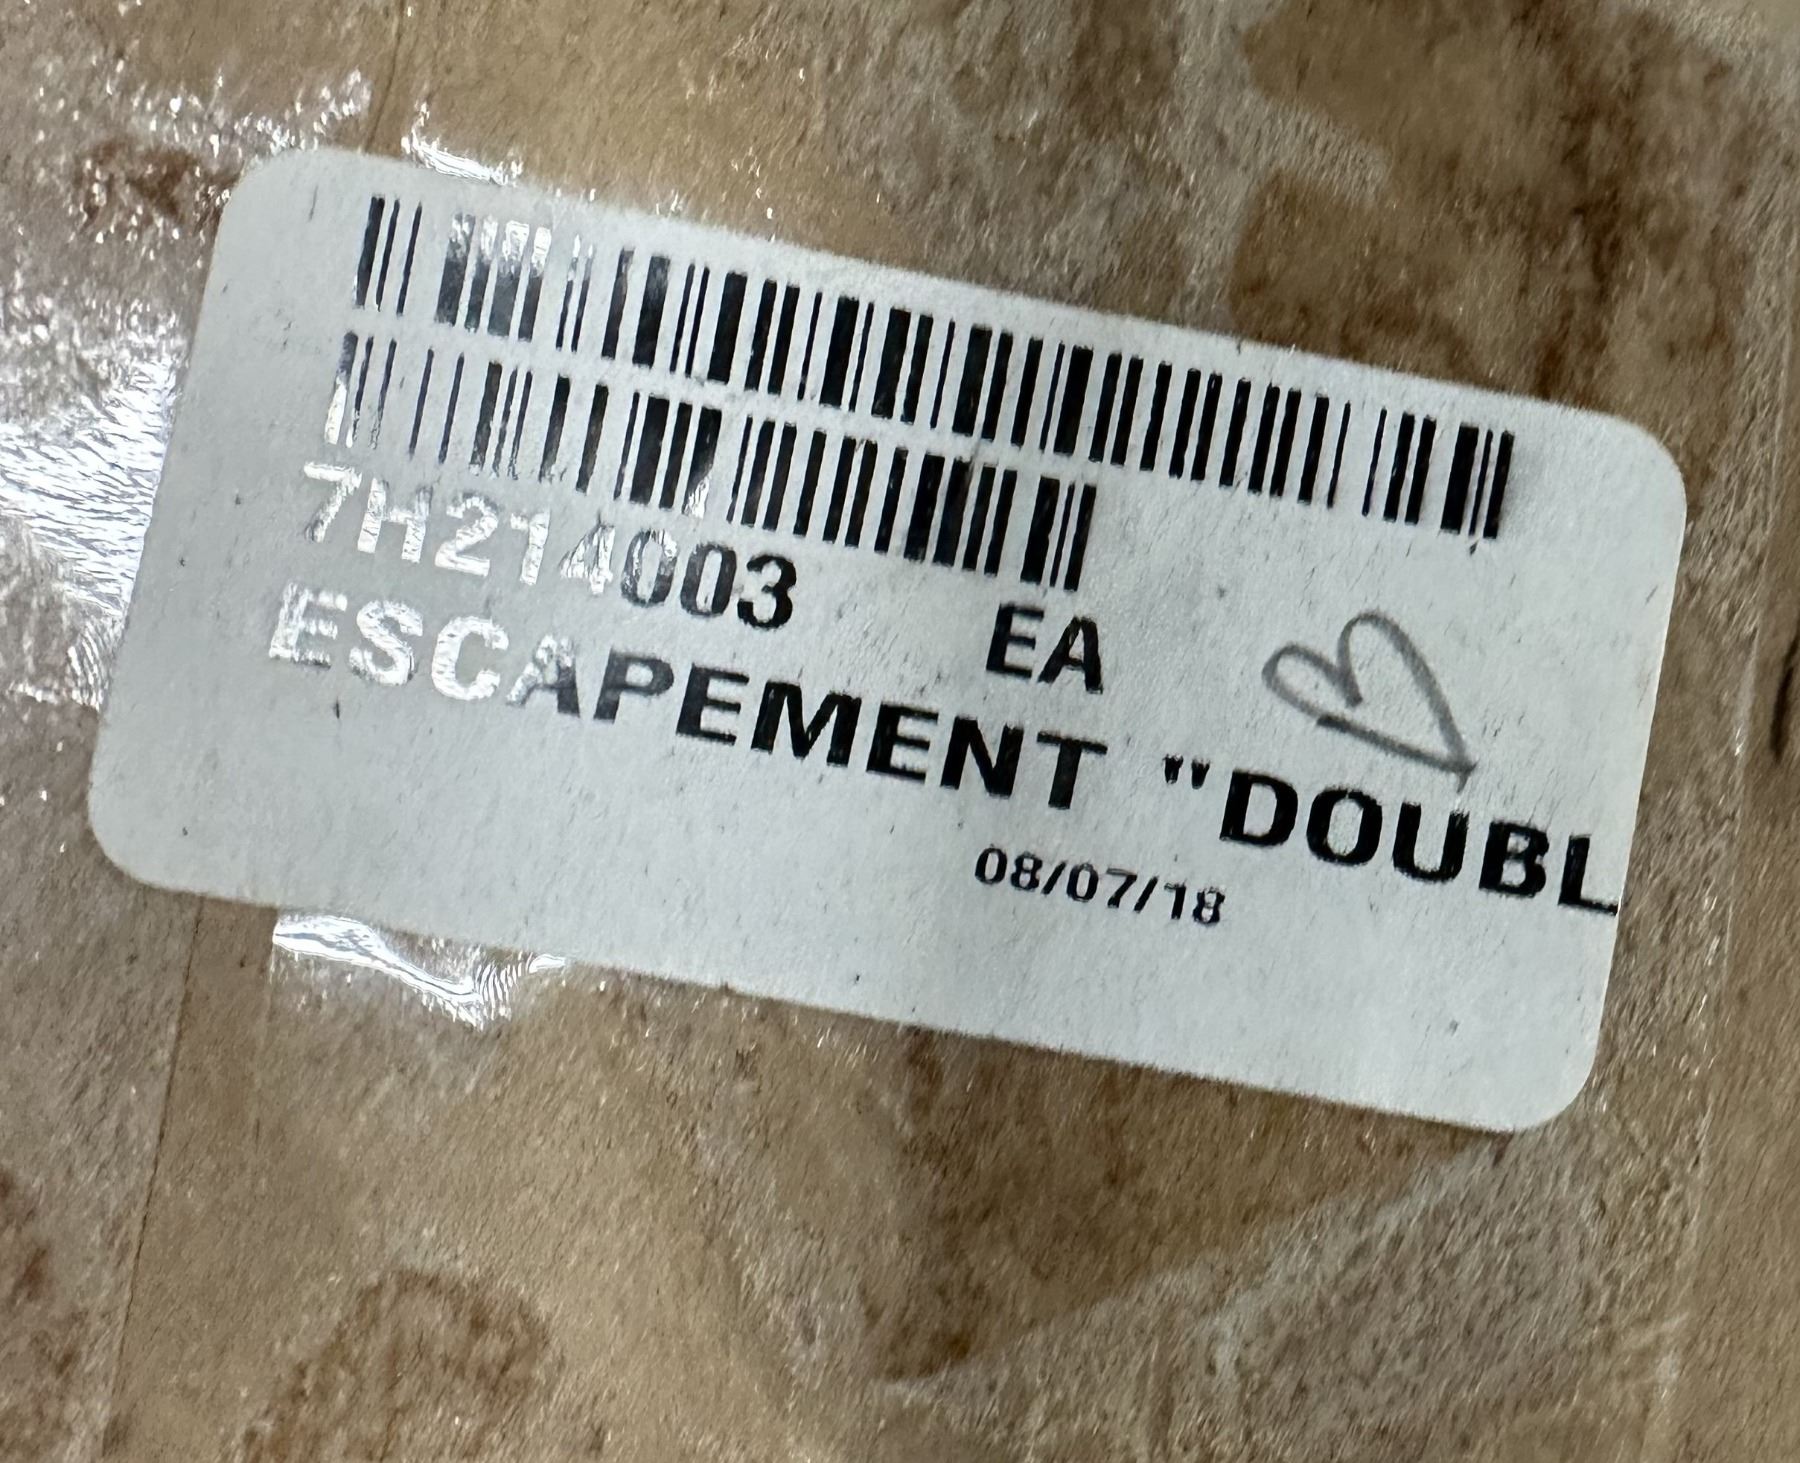 7H214003 EA
ESCAPEMENT "DOUBL
08/07/18